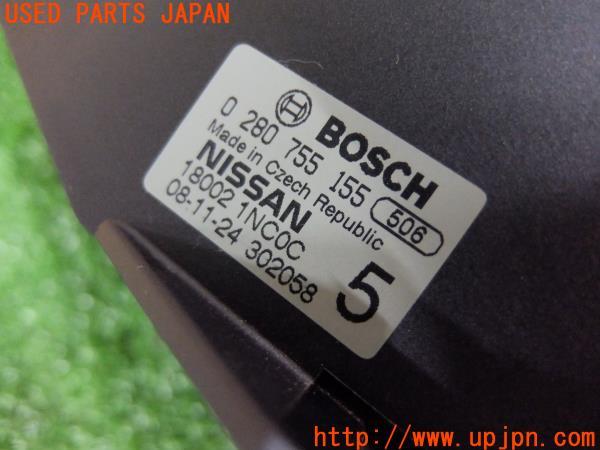 USED PARTS JAPAN
BOSCH
0 280 755 155 506
Made in Czech Republic
NISSAN
18002 1NC0C
08-11-24 302058
5
http://www.upjpn.com/